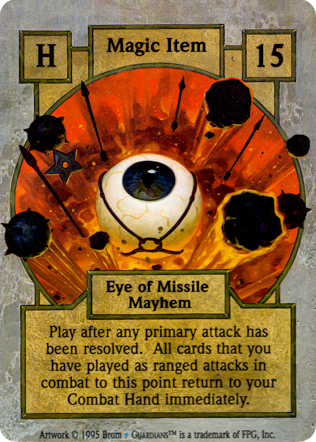 H
Magic Item
15
Eye of Missile
Mayhem
Play after any primary attack has
been resolved. All cards that you
have played as ranged attacks in
combat to this point return to your
Combat Hand immediately.
Artwork © 1995 Brom • GUARDIANS™ is a trademark of FPG, Inc.